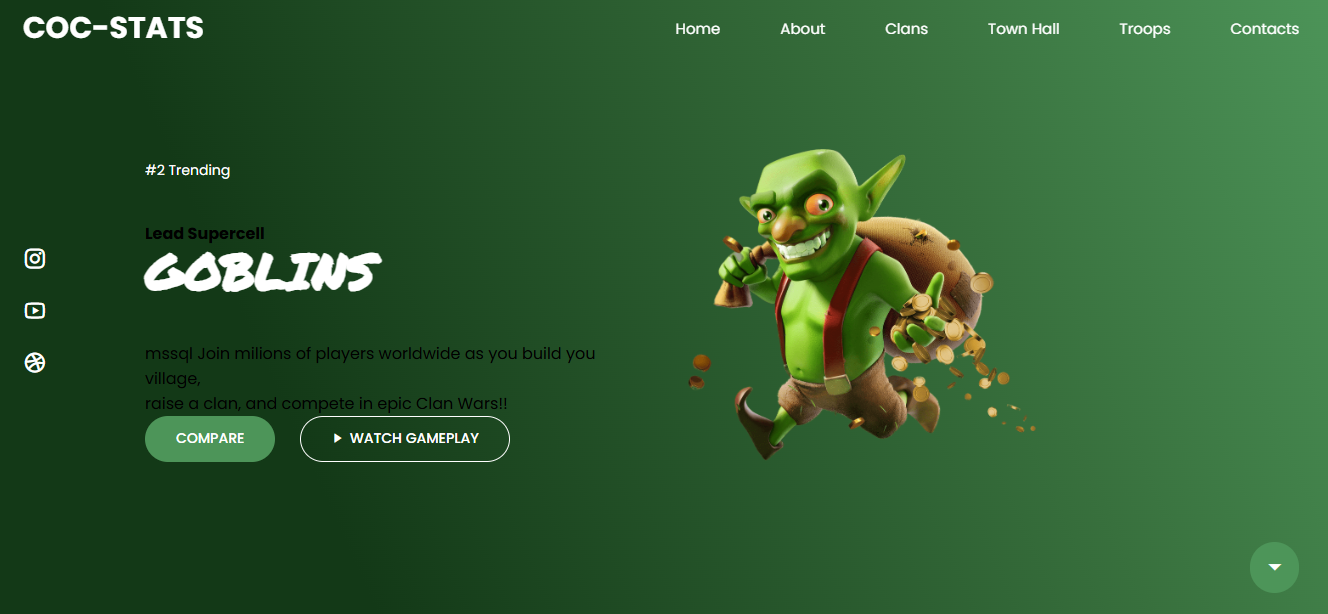 COC-STATS
Home
About
Clans
Town Hall
Troops
Contacts
#2 Trending
Lead Supercell
GOBLINS
mssql Join milions of players worldwide as you build you
village,
raise a clan, and compete in epic Clan Wars!!
COMPARE
WATCH GAMEPLAY